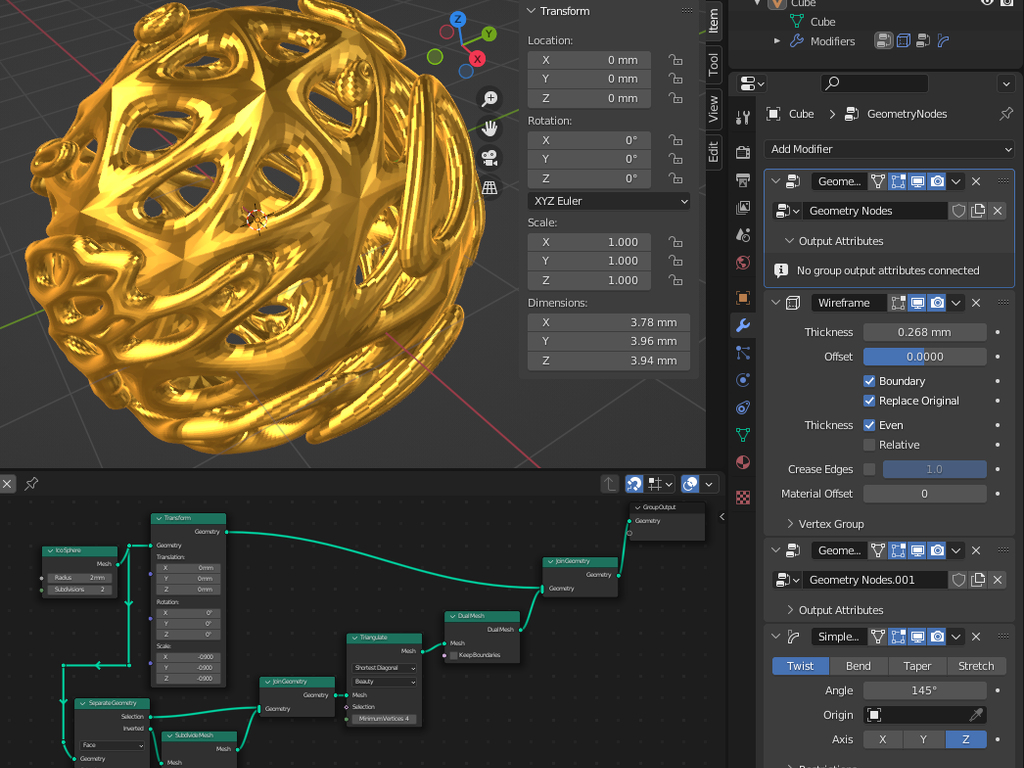 Z
Y
X
Transform
Location:
X 0 mm
Y 0 mm
Z 0 mm
Rotation:
X 0°
Y 0°
Z 0°
XYZ Euler
Scale:
X 1.000
Y 1.000
Z 1.000
Dimensions:
X 3.78 mm
Y 3.96 mm
Z 3.94 mm
Item
Tool
View
Edit
Cube
Cube
Modifiers
Cube
GeometryNodes
Add Modifier
Geome...
Geometry Nodes
Output Attributes
No group output attributes connected
Wireframe
Thickness 0.268 mm
Offset 0.0000
Boundary
Replace Original
Thickness Even
Relative
Crease Edges 1.0
Material Offset 0
Vertex Group
Geome...
Geometry Nodes.001
Output Attributes
Simple...
Twist Bend Taper Stretch
Angle 145°
Origin
Axis X Y Z
Ico Sphere
Mesh
Radius 2mm
Subdivisions 2
Transform
Geometry
Geometry
Translation:
X 0mm
Y 0mm
Z 0mm
Rotation:
X 0°
Y 0°
Z 0°
Scale:
X -0.900
Y -0.900
Z -0.900
Separate Geometry
Selection
Inverted
Face
Geometry
Subdivide Mesh
Mesh
Mesh
Join Geometry
Geometry
Geometry
Triangulate
Mesh
Shortest Diagonal
Beauty
Mesh
Selection
Minimum Vertices 4
Dual Mesh
Dual Mesh
Mesh
Keep Boundaries
Join Geometry
Geometry
Geometry
Group Output
Geometry